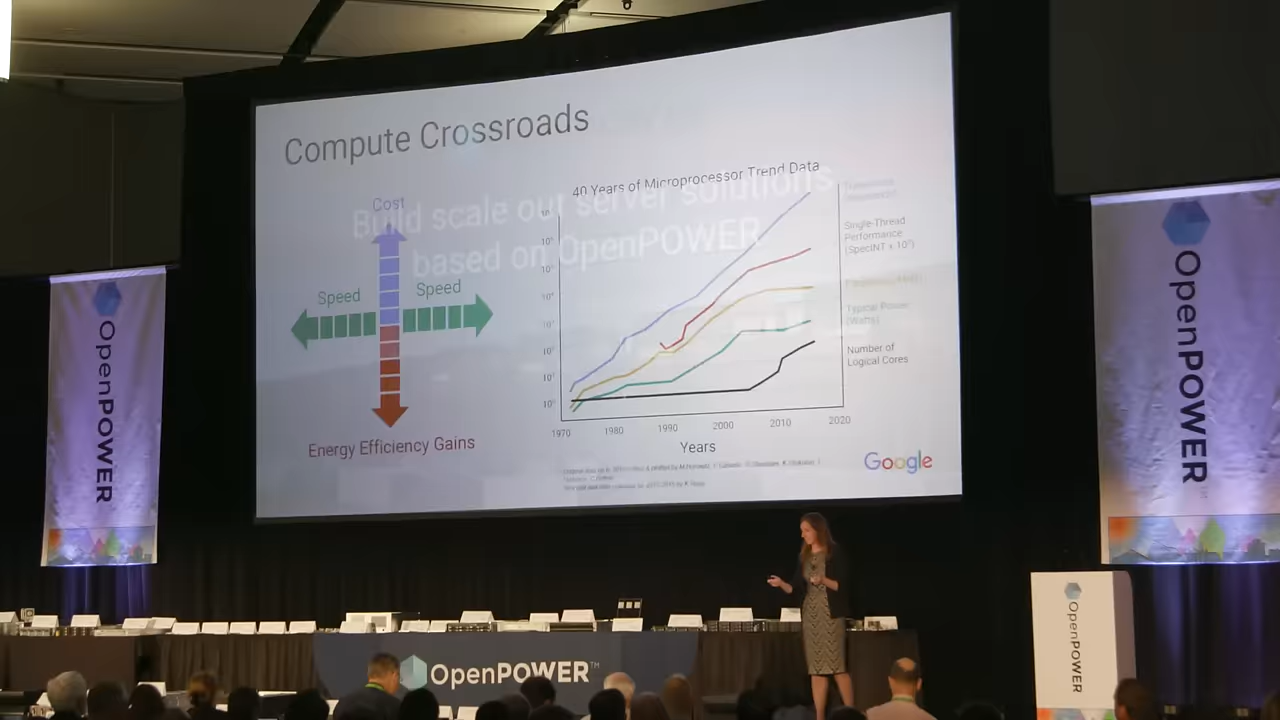 Compute Crossroads
Build scale out server solutions
based on OpenPOWER
Cost
Speed
Speed
Energy Efficiency Gains
40 Years of Microprocessor Trend Data
Single-Thread
Performance
(SpecINT x 10³)
Typical Power
(Watts)
Number of
Logical Cores
1970
1980
1990
2000
2010
2020
Years
Google
OpenPOWER
OpenPOWER
OpenPOWER™
OpenPOWER